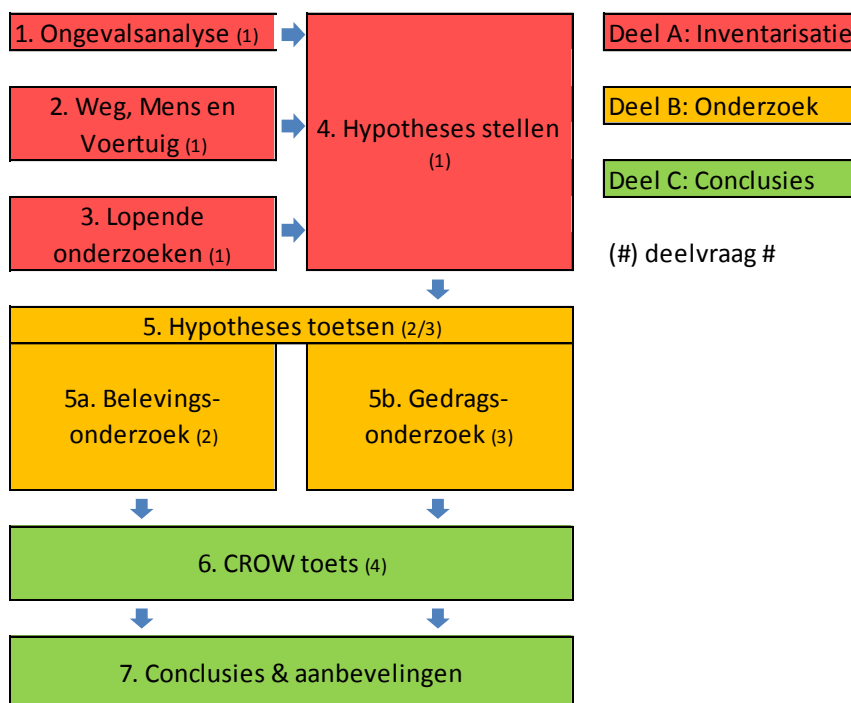 1. Ongevalsanalyse (1)
2. Weg, Mens en
Voertuig (1)
3. Lopende
onderzoeken (1)
4. Hypotheses stellen
(1)
Deel A: Inventarisatie
Deel B: Onderzoek
Deel C: Conclusies
(#) deelvraag #
5. Hypotheses toetsen (2/3)
5a. Belevings-
onderzoek (2)
5b. Gedrags-
onderzoek (3)
6. CROW toets (4)
7. Conclusies & aanbevelingen